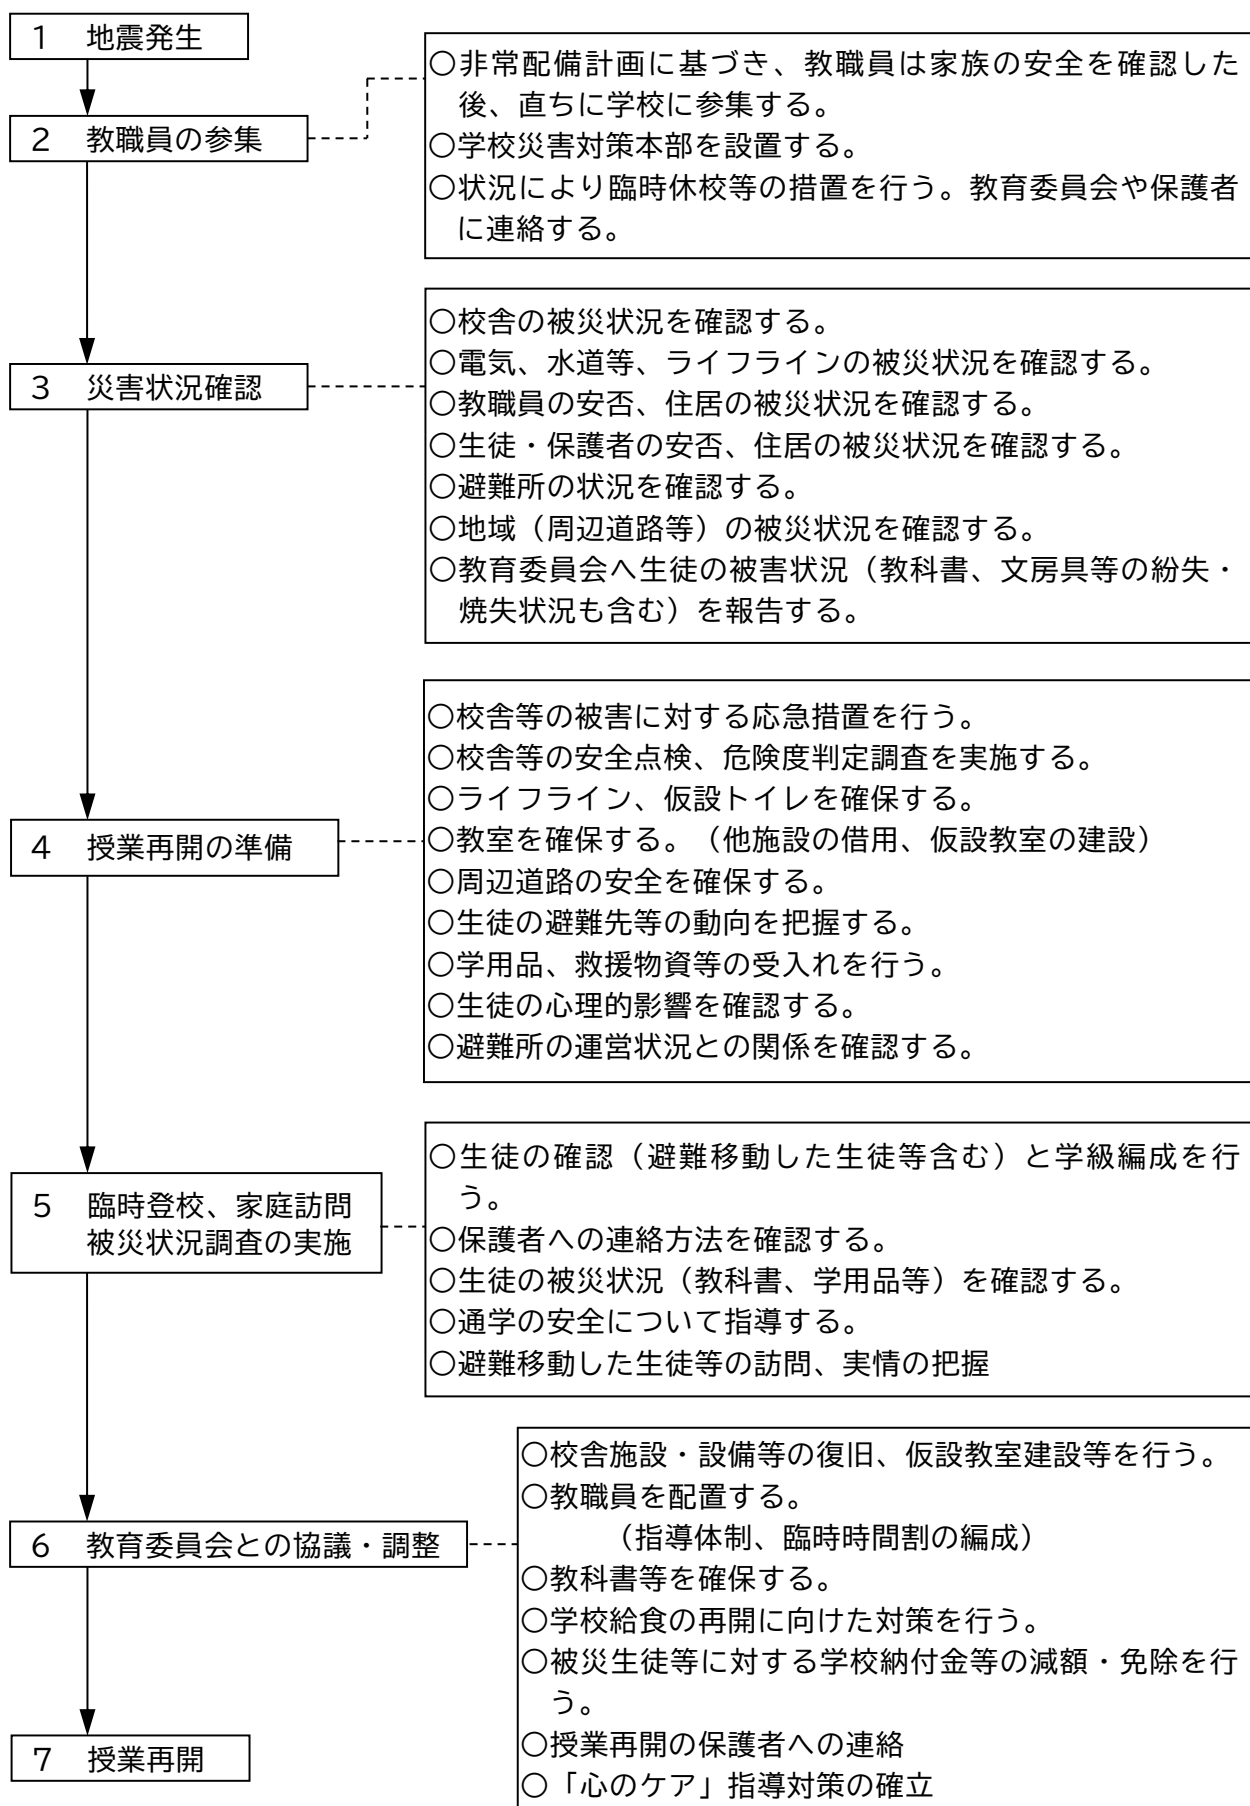 １　地震発生
２　教職員の参集
○非常配備計画に基づき、教職員は家族の安全を確認した
後、直ちに学校に参集する。
○学校災害対策本部を設置する。
○状況により臨時休校等の措置を行う。教育委員会や保護者
に連絡する。
３　災害状況確認
○校舎の被災状況を確認する。
○電気、水道等、ライフラインの被災状況を確認する。
○教職員の安否、住居の被災状況を確認する。
○生徒・保護者の安否、住居の被災状況を確認する。
○避難所の状況を確認する。
○地域（周辺道路等）の被災状況を確認する。
○教育委員会へ生徒の被害状況（教科書、文房具等の紛失・
焼失状況も含む）を報告する。
４　授業再開の準備
○校舎等の被害に対する応急措置を行う。
○校舎等の安全点検、危険度判定調査を実施する。
○ライフライン、仮設トイレを確保する。
○教室を確保する。（他施設の借用、仮設教室の建設）
○周辺道路の安全を確保する。
○生徒の避難先等の動向を把握する。
○学用品、救援物資等の受入れを行う。
○生徒の心理的影響を確認する。
○避難所の運営状況との関係を確認する。
５　臨時登校、家庭訪問
被災状況調査の実施
○生徒の確認（避難移動した生徒等含む）と学級編成を行
う。
○保護者への連絡方法を確認する。
○生徒の被災状況（教科書、学用品等）を確認する。
○通学の安全について指導する。
○避難移動した生徒等の訪問、実情の把握
６　教育委員会との協議・調整
○校舎施設・設備等の復旧、仮設教室建設等を行う。
○教職員を配置する。
（指導体制、臨時時間割の編成）
○教科書等を確保する。
○学校給食の再開に向けた対策を行う。
○被災生徒等に対する学校納付金等の減額・免除を行
う。
○授業再開の保護者への連絡
○「心のケア」指導対策の確立
７　授業再開